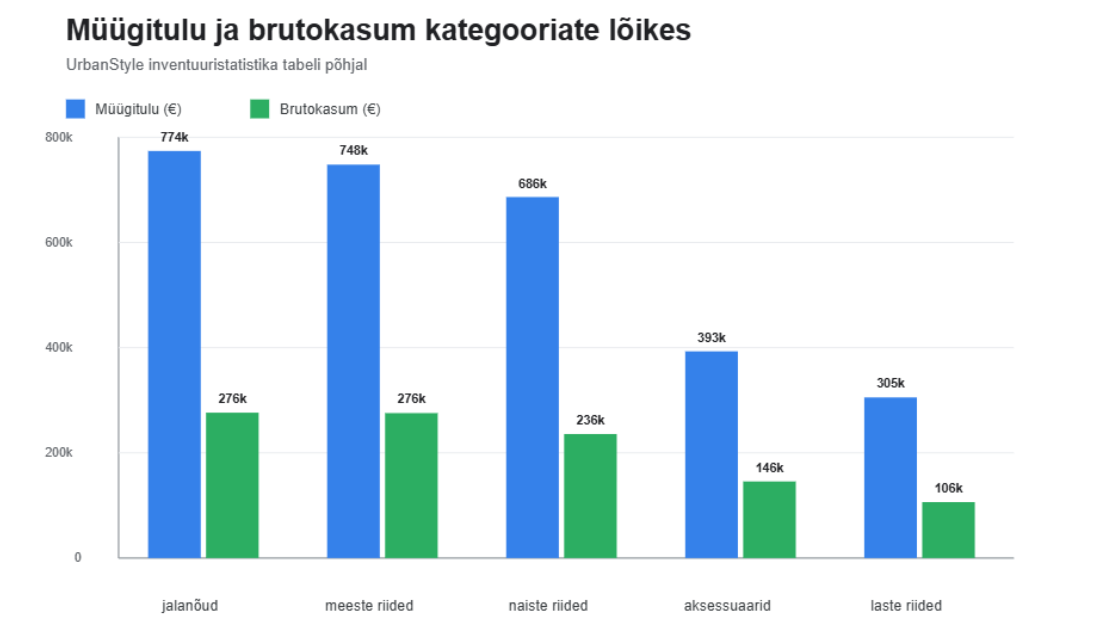 Müügitulu ja brutokasum kategooriate lõikes
UrbanStyle inventuuristatistika tabeli põhjal
Müügitulu (€) Brutokasum (€)
800k
600k
400k
200k
0
774k
276k
748k
276k
686k
236k
393k
146k
305k
106k
jalanõud meeste riided naiste riided aksessuaarid laste riided